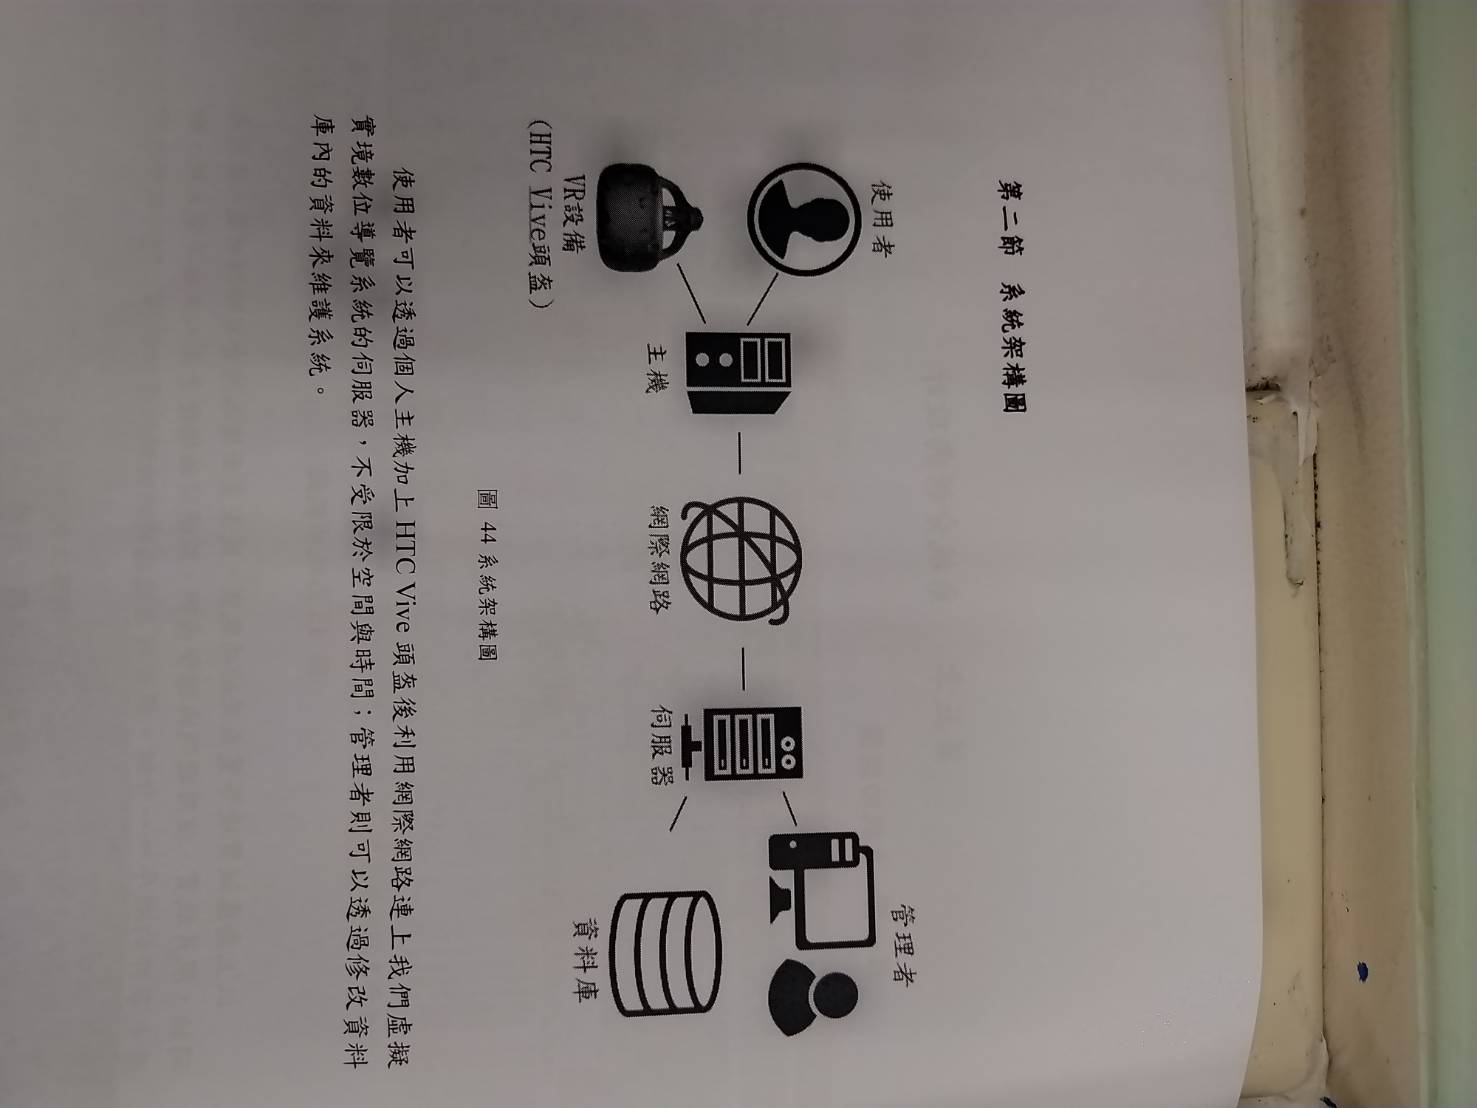 第二節 系統架構圖
使用者
管理者
主機
網際網路
伺服器
VR設備
(HTC Vive頭盔)
資料庫
圖 44 系統架構圖
使用者可以透過個人主機加上 HTC Vive 頭盔後利用網際網路連上我們虛擬
實境數位導覽系統的伺服器，不受限於空間與時間；管理者則可以透過修改資料
庫內的資料來維護系統。